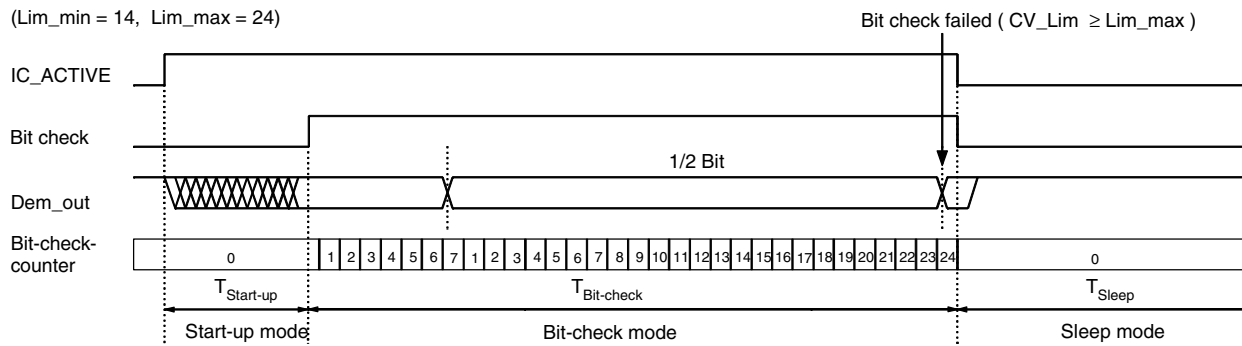 (Lim_min = 14, Lim_max = 24)
Bit check failed ( CV_Lim ≥ Lim_max )
IC_ACTIVE
Bit check
1/2 Bit
Dem_out
Bit-check-counter
0 1 2 3 4 5 6 7 1 2 3 4 5 6 7 8 9 10 11 12 13 14 15 16 17 18 19 20 21 22 23 24 0
TStart-up TBit-check TSleep
Start-up mode Bit-check mode Sleep mode